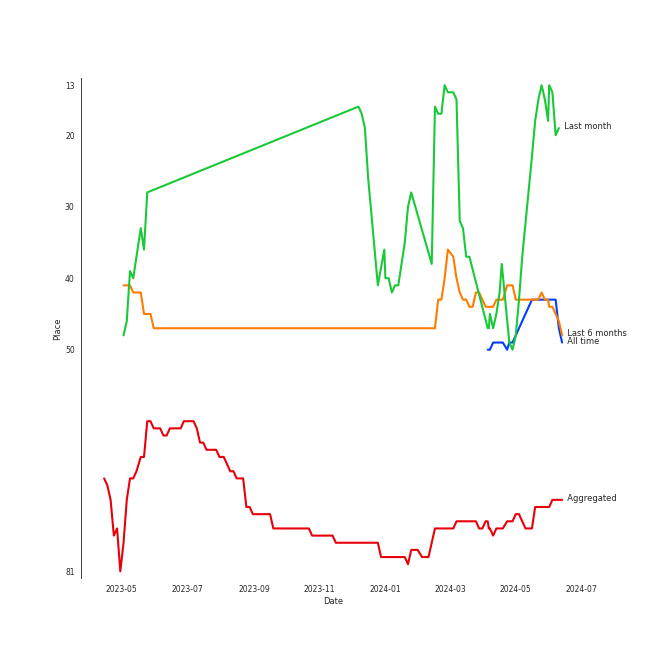 13
20
30
40
50
81
Place
Last month
Last 6 months
All time
Aggregated
2023-05 2023-07 2023-09 2023-11 2024-01 2024-03 2024-05 2024-07
Date